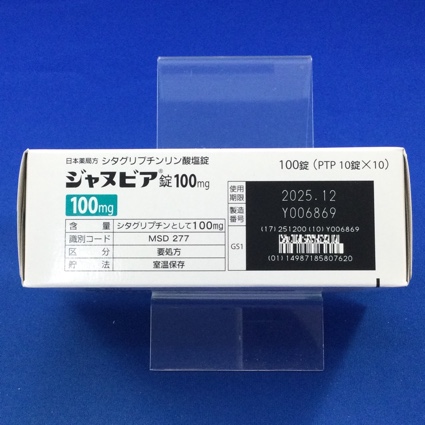 日本薬局方 シタグリプチンリン酸塩錠
ジャヌビア®錠100mg
100mg
含量 シタグリプチンとして100mg
識別コード MSD 277
区分 要処方
貯法 室温保存
100錠 (PTP 10錠×10)
使用期限 2025.12
製造番号 Y006869
GS1
(17)251200(10)Y006869
(01)14987185807620